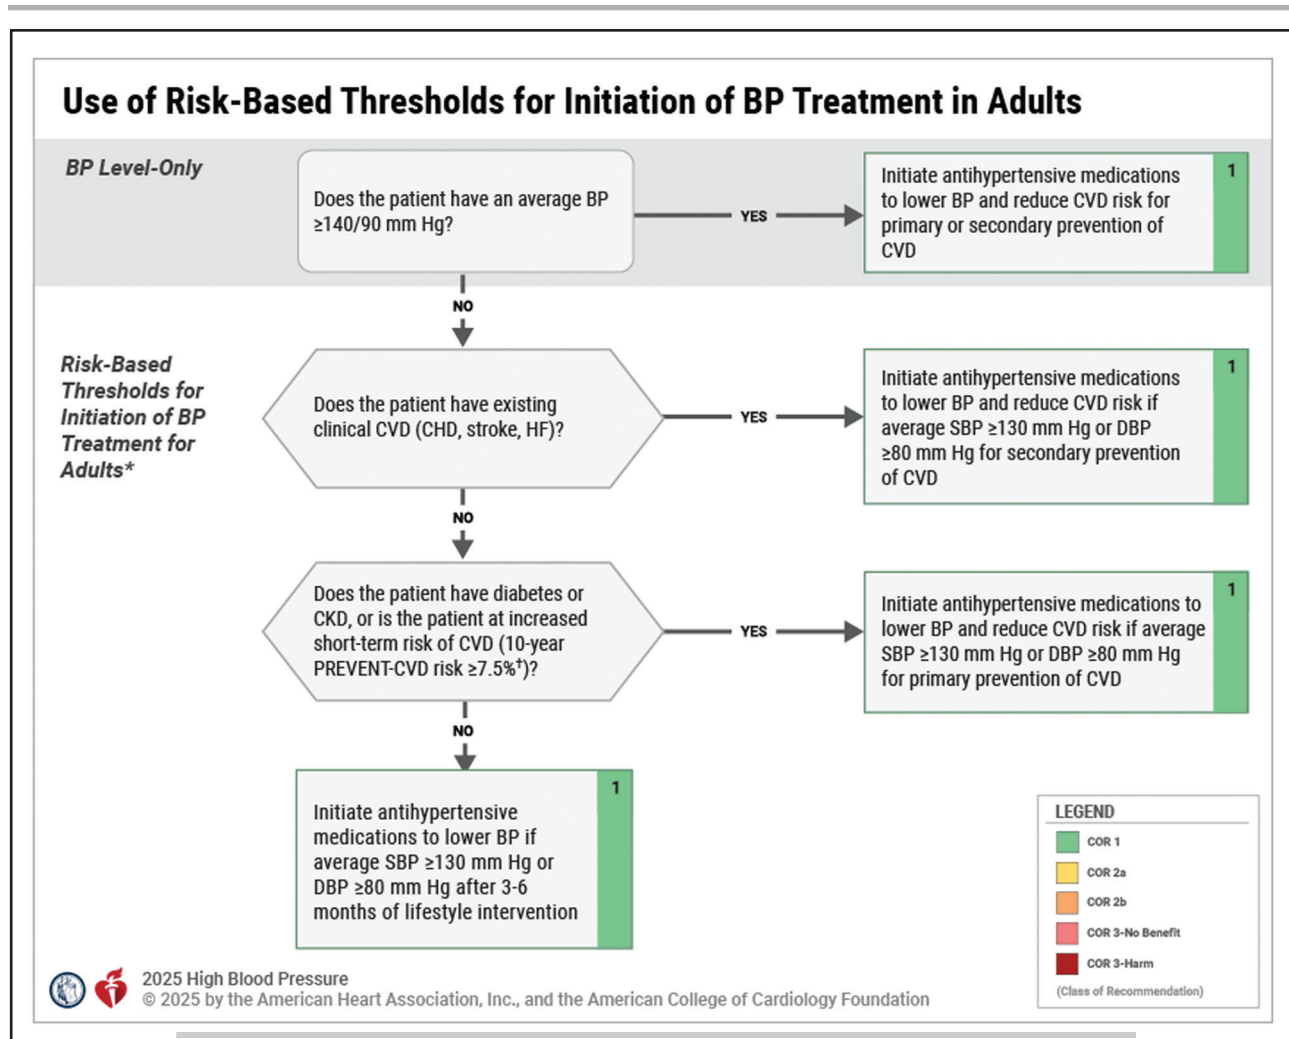 Use of Risk-Based Thresholds for Initiation of BP Treatment in Adults
BP Level-Only
Does the patient have an average BP
≥140/90 mm Hg?
YES
Initiate antihypertensive medications
to lower BP and reduce CVD risk for
primary or secondary prevention of
CVD
1
NO
Risk-Based
Thresholds for
Initiation of BP
Treatment for
Adults*
Does the patient have existing
clinical CVD (CHD, stroke, HF)?
YES
Initiate antihypertensive medications
to lower BP and reduce CVD risk if
average SBP ≥130 mm Hg or DBP
≥80 mm Hg for secondary prevention
of CVD
1
NO
Does the patient have diabetes or
CKD, or is the patient at increased
short-term risk of CVD (10-year
PREVENT-CVD risk ≥7.5%†)?
YES
Initiate antihypertensive medications to
lower BP and reduce CVD risk if average
SBP ≥130 mm Hg or DBP ≥80 mm Hg
for primary prevention of CVD
1
NO
Initiate antihypertensive
medications to lower BP if
average SBP ≥130 mm Hg or
DBP ≥80 mm Hg after 3-6
months of lifestyle intervention
1
LEGEND
COR 1
COR 2a
COR 2b
COR 3-No Benefit
COR 3-Harm
(Class of Recommendation)
2025 High Blood Pressure
© 2025 by the American Heart Association, Inc., and the American College of Cardiology Foundation